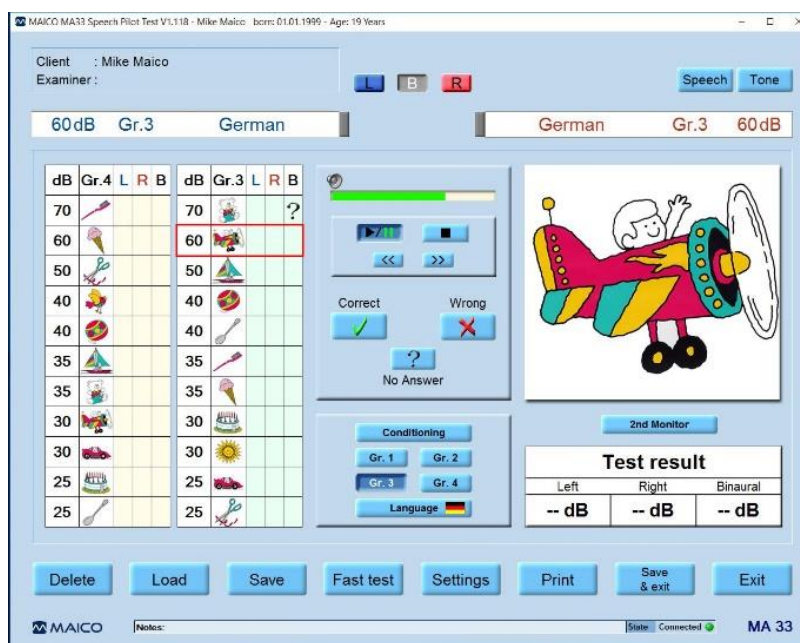 MAICO MA33 Speech Pilot Test V1.118 - Mike Maico born: 01.01.1999 - Age: 19 Years
Client : Mike Maico
Examiner :
L B R
Speech Tone
60dB Gr.3 German
German Gr.3 60dB
dB Gr.4 L R B dB Gr.3 L R B
70 70 ?
60 60
50 50
40 40
40 40
35 35
35 35
30 30
30 30
25 25
25 25
<< >>
Correct Wrong
?
No Answer
Conditioning
Gr. 1 Gr. 2
Gr. 3 Gr. 4
Language
2nd Monitor
Test result
Left Right Binaural
-- dB -- dB -- dB
Delete Load Save Fast test Settings Print Save & exit Exit
MAICO Notes: State Connected MA 33